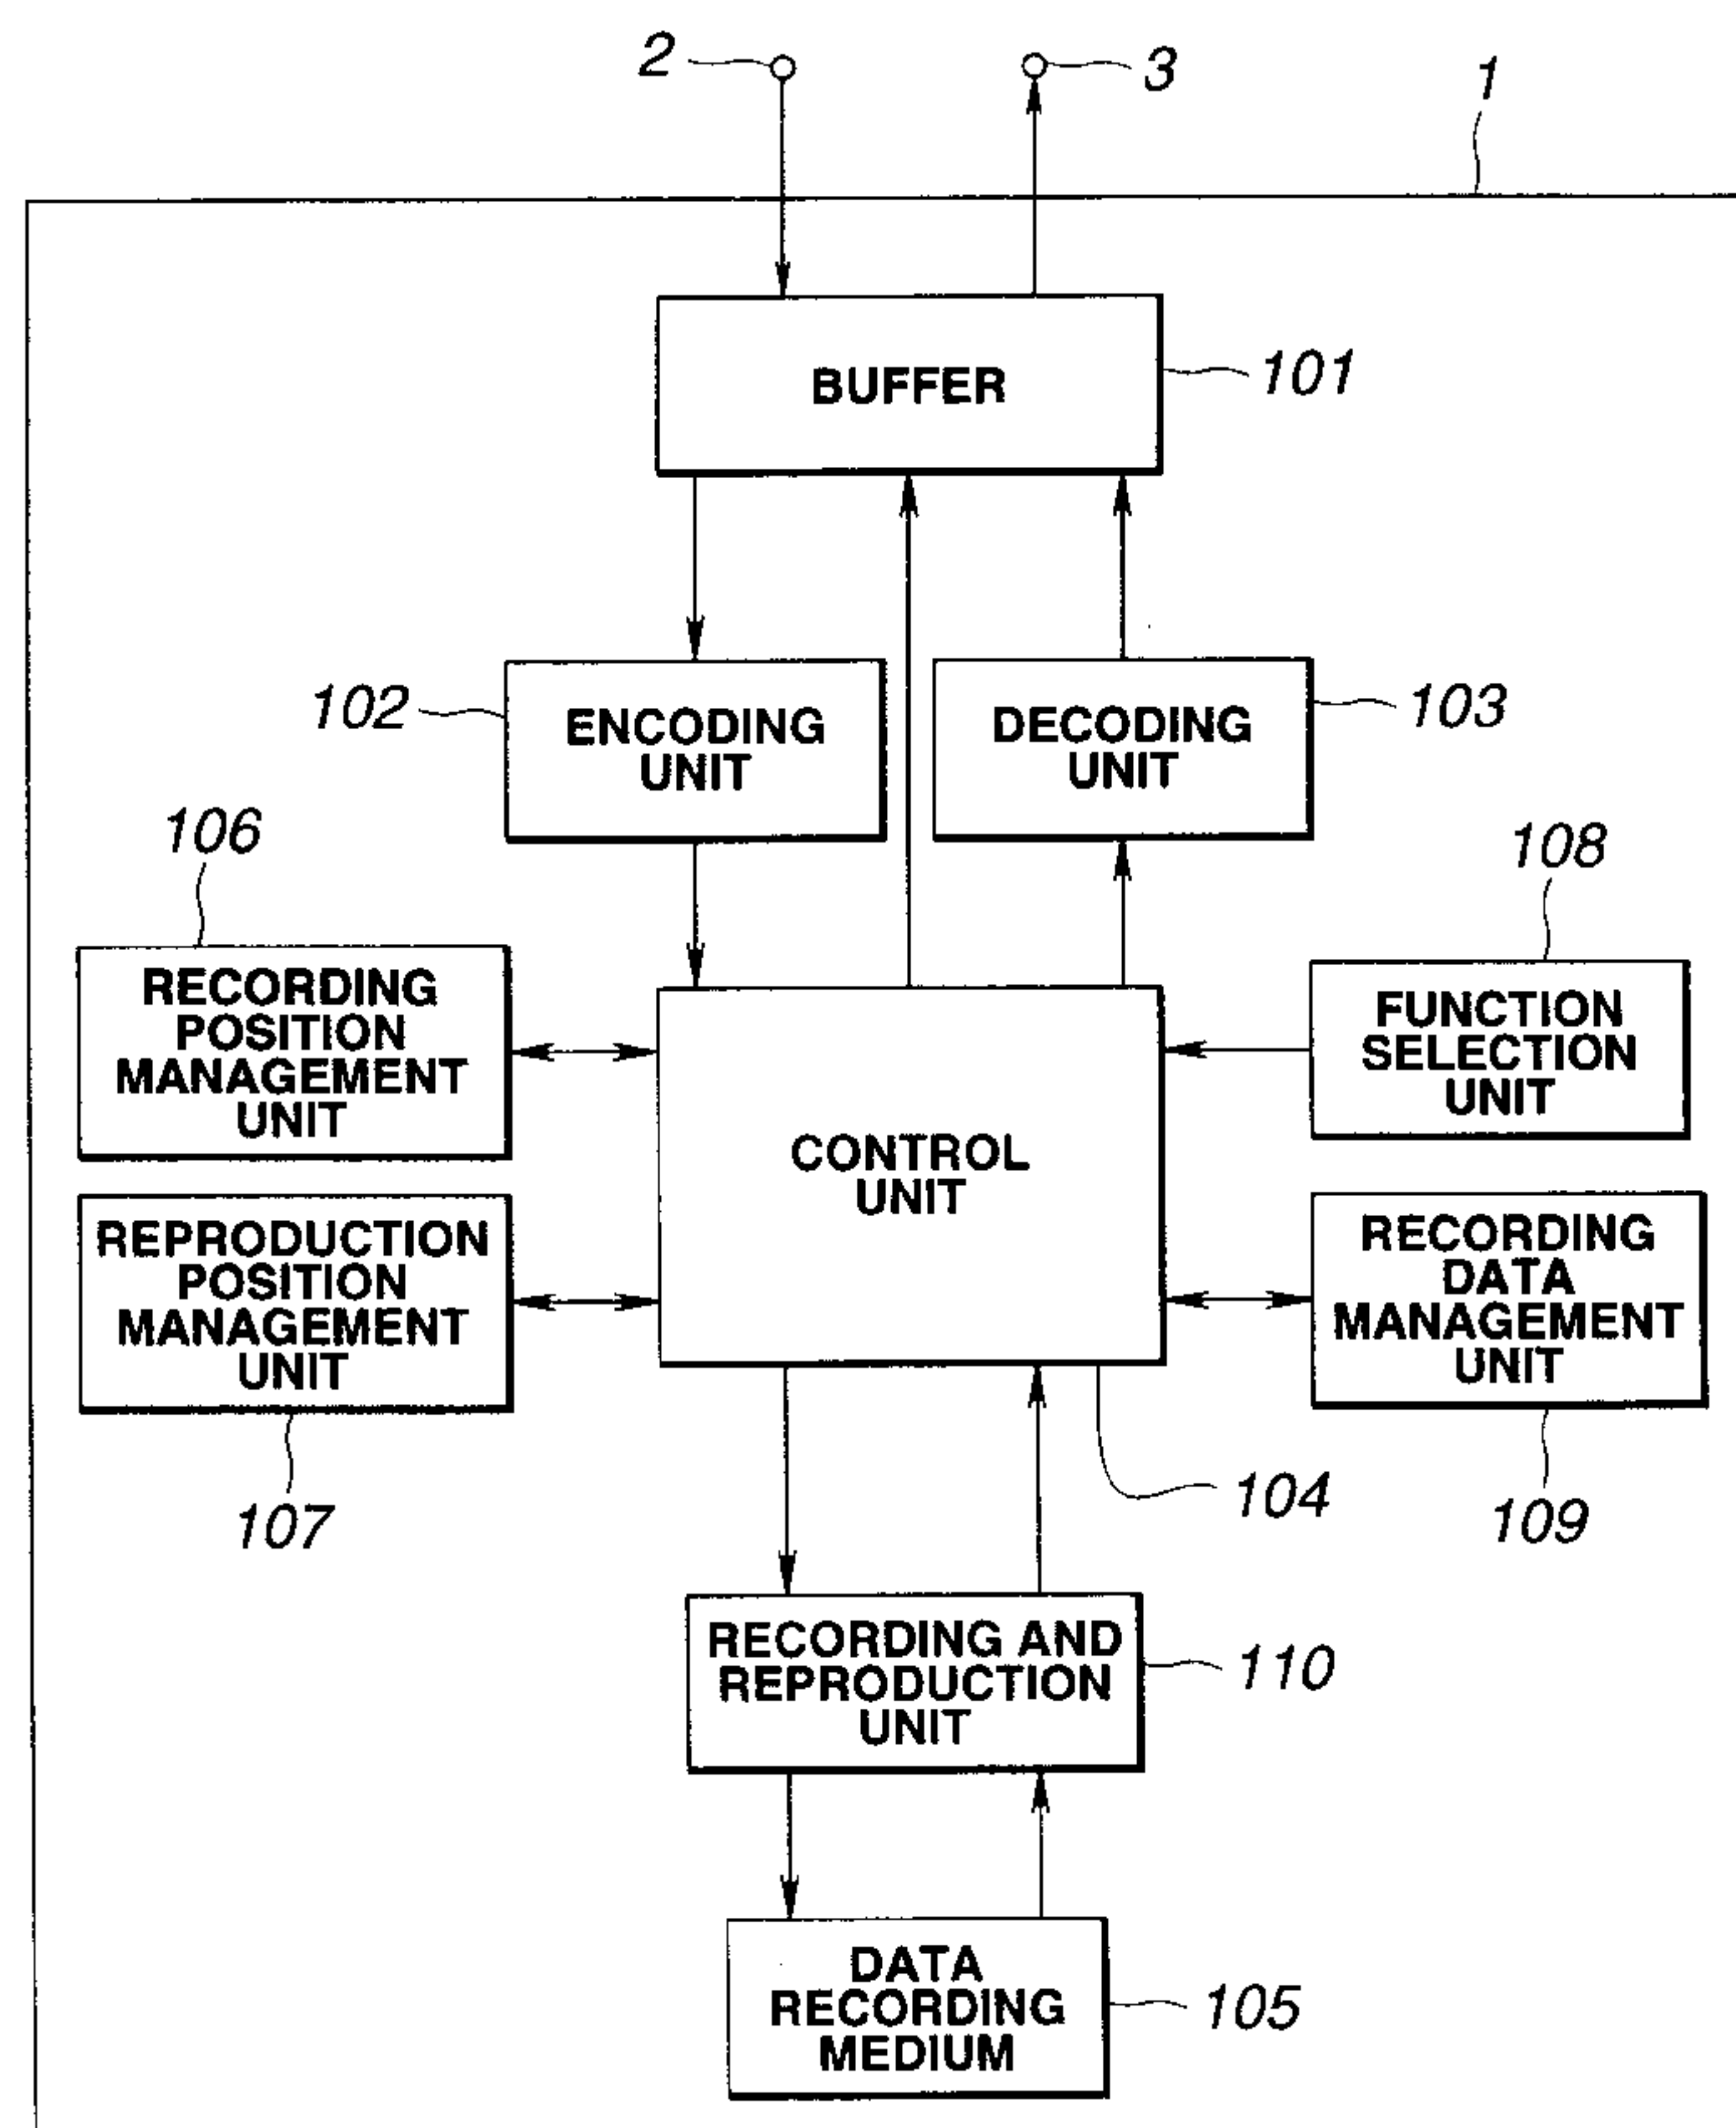 2
3
1
BUFFER
101
102
ENCODING
UNIT
DECODING
UNIT
103
106
108
RECORDING
POSITION
MANAGEMENT
UNIT
FUNCTION
SELECTION
UNIT
CONTROL
UNIT
REPRODUCTION
POSITION
MANAGEMENT
UNIT
RECORDING
DATA
MANAGEMENT
UNIT
107
104
109
RECORDING AND
REPRODUCTION
UNIT
110
DATA
RECORDING
MEDIUM
105